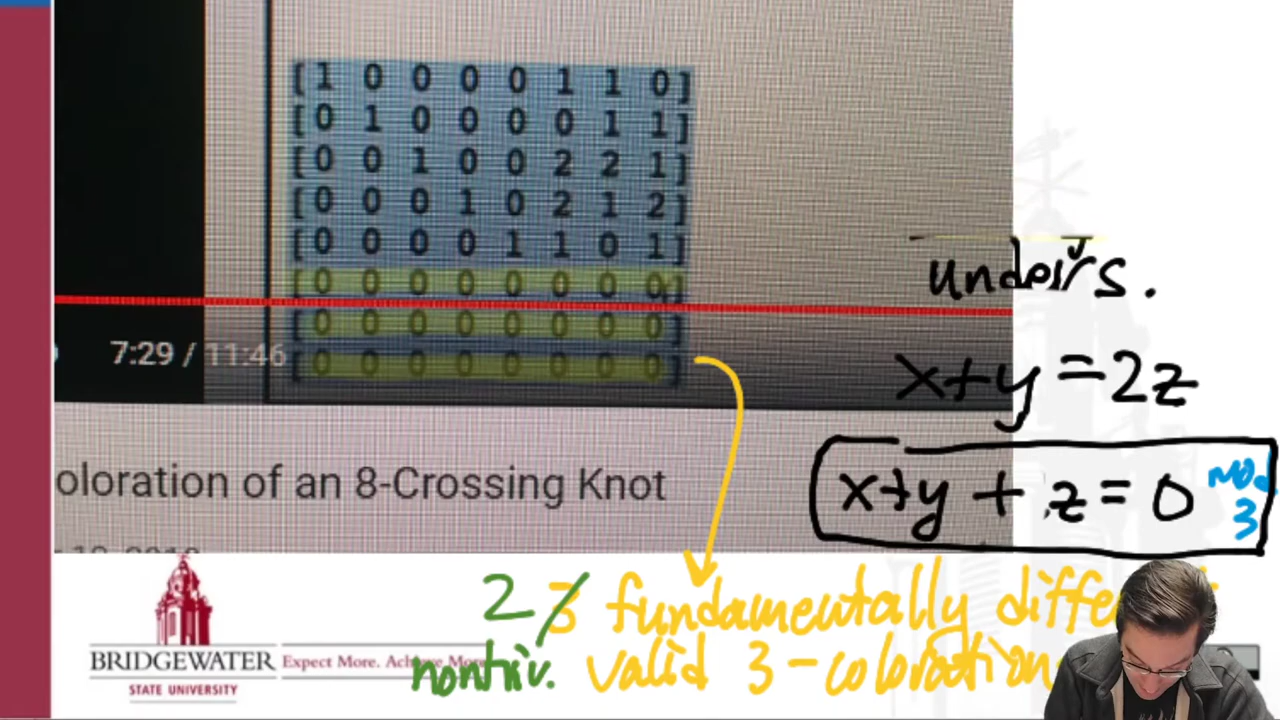 [1 0 0 0 0 1 1 0]
[0 1 0 0 0 0 1 1]
[0 0 1 0 0 2 2 1]
[0 0 0 1 0 2 1 2]
[0 0 0 0 1 1 0 1]
[0 0 0 0 0 0 0 0]
[0 0 0 0 0 0 0 0]
[0 0 0 0 0 0 0 0]
7:29 / 11:46
oloration of an 8-Crossing Knot
x+y=2z
x+y+z=0 mod 3
2 3 fundamentally
nontriv. valid 3-coloration
BRIDGEWATER
STATE UNIVERSITY
Expect More. Achieve More.